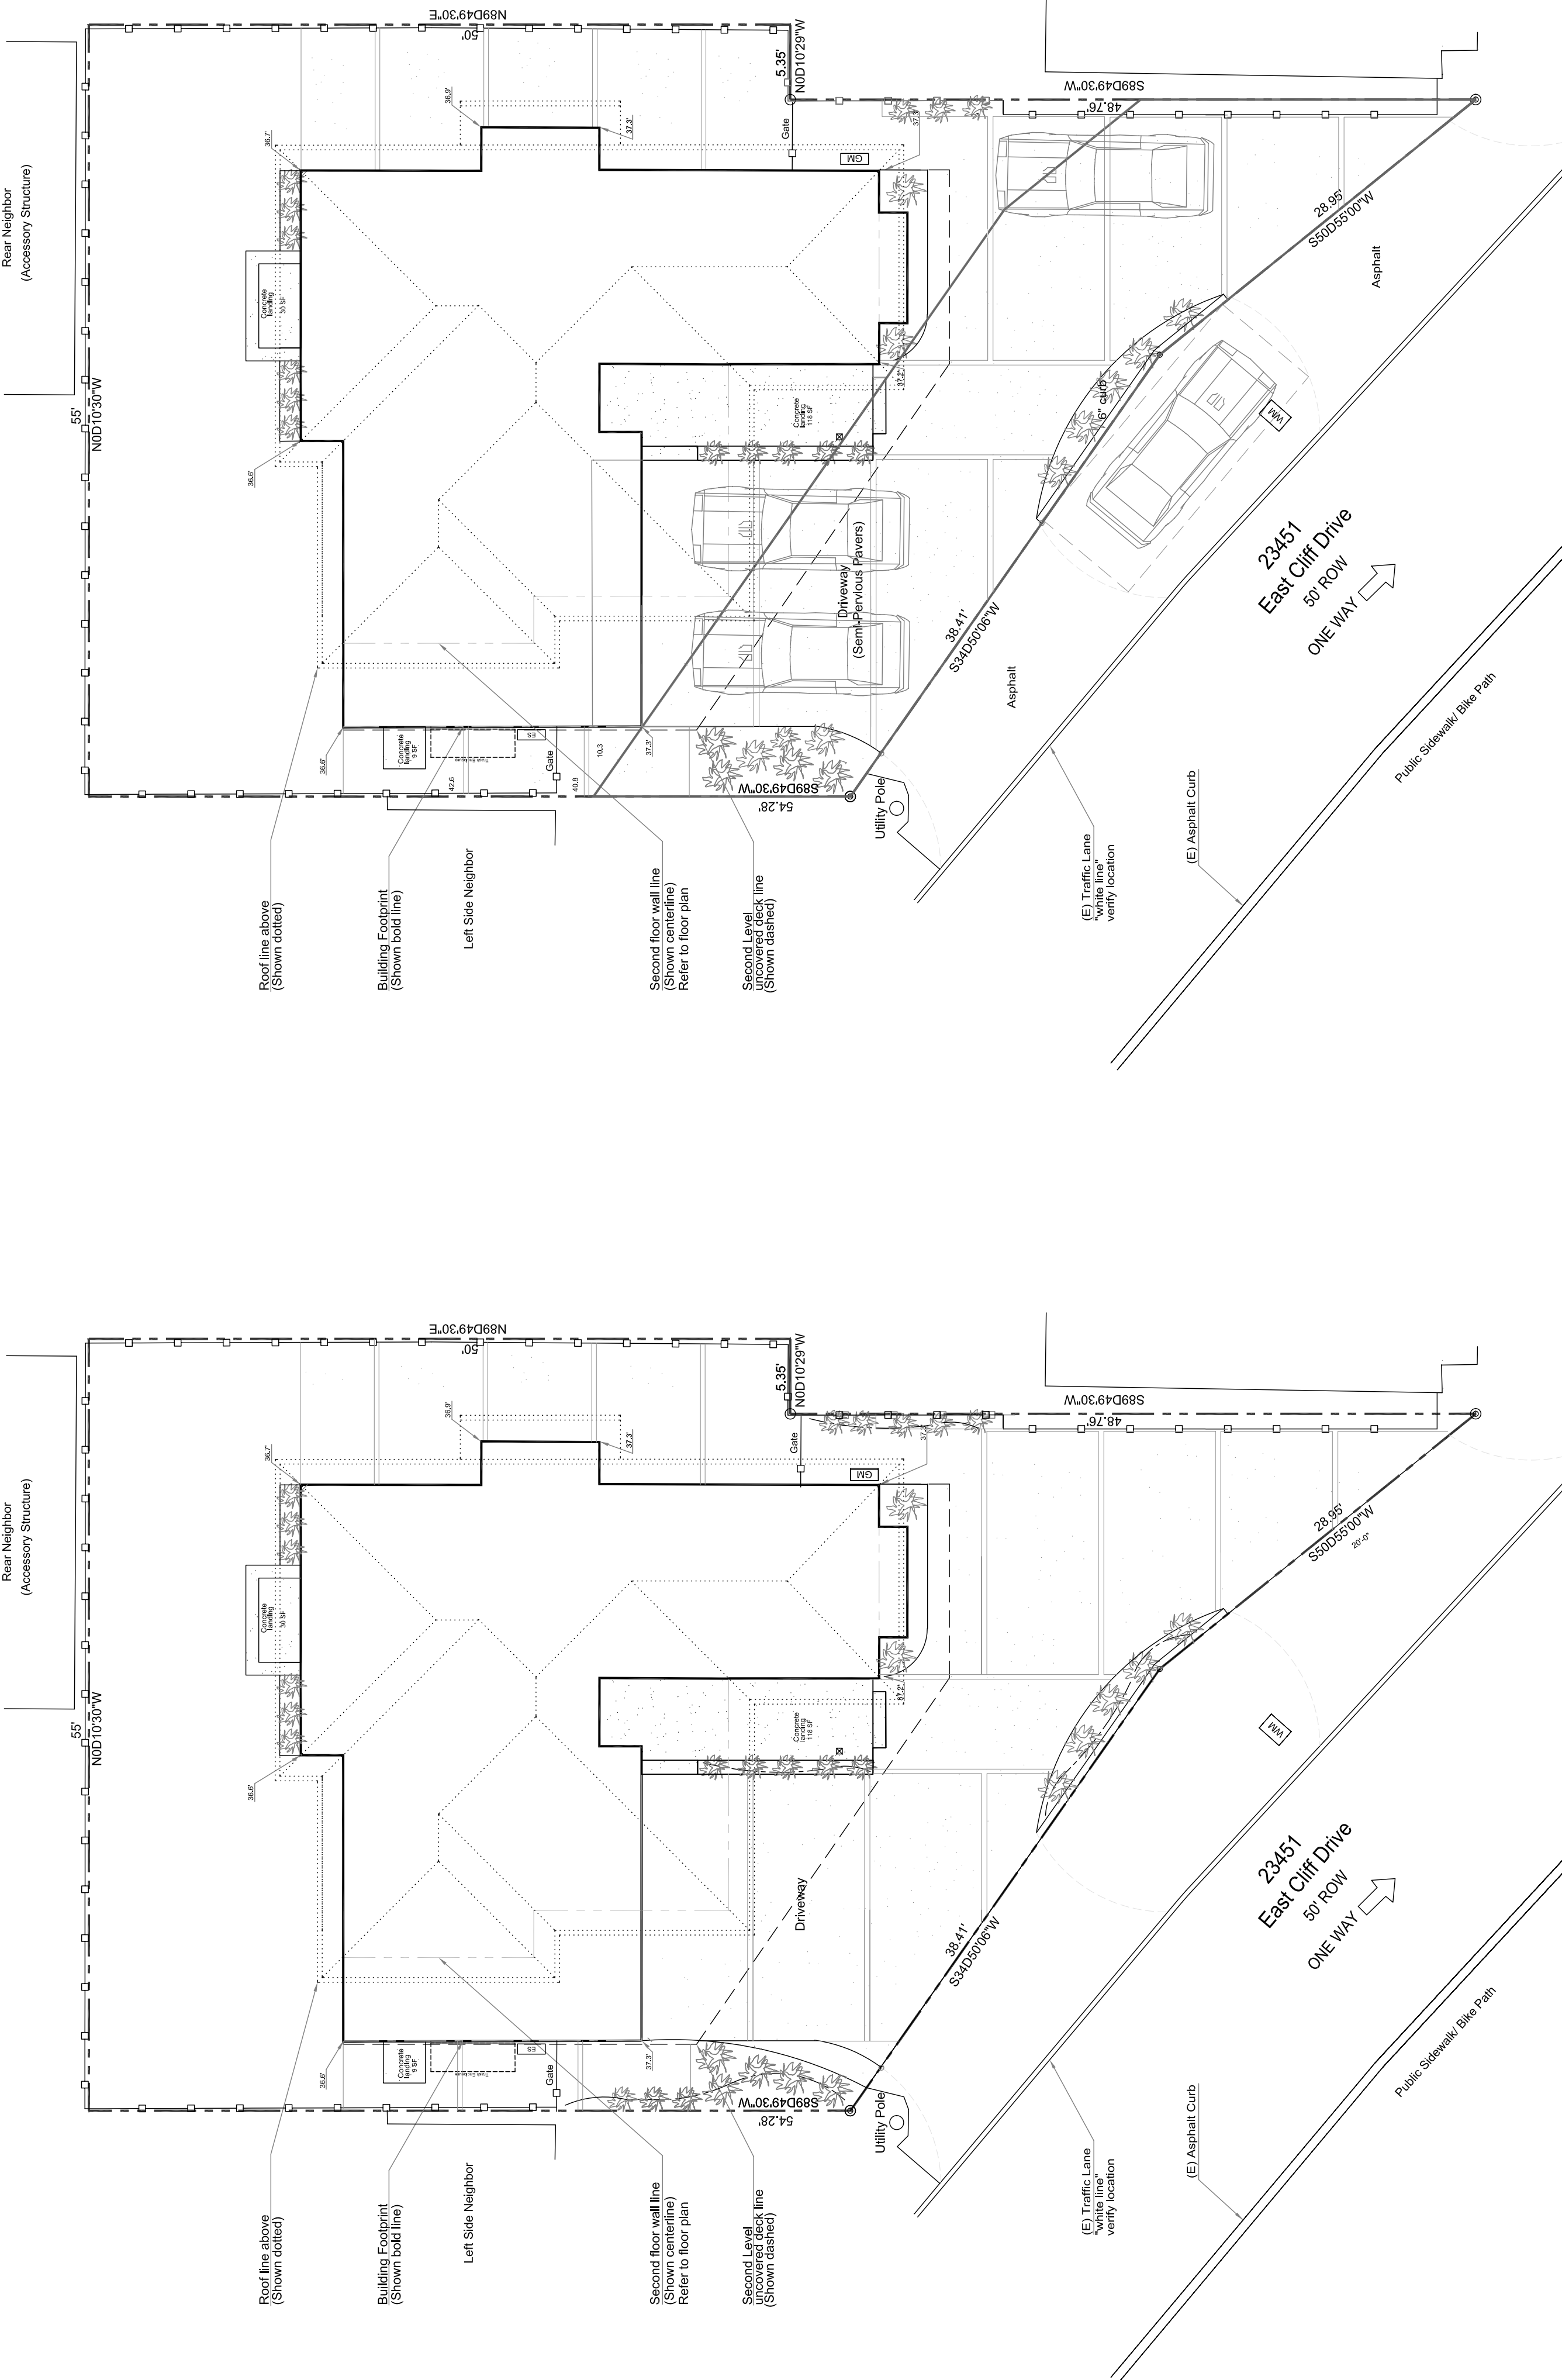 Rear Neighbor
(Accessory Structure)
55'
N0D10'30"W
N89D49'30"E
50'
5.35'
N0D10'29"W
S89D49'30"W
48.76'
36.7'
36.9'
37.3'
37.3'
Gate
GM
Concrete
landing
30 SF
36.6'
Concrete
landing
118 SF
37.2'
6" curb
28.95'
S50D55'00"W
Asphalt
WM
23451
East Cliff Drive
50' ROW
ONE WAY
Driveway
(Semi-Pervious Pavers)
38.41'
S34D50'06"W
Asphalt
Public Sidewalk/ Bike Path
36.6'
Concrete
landing
9 SF
Trash Enclosure
ES
Gate
42.6
40.8
10.3
37.3'
S89D49'30"W
54.28'
Utility Pole
Roof line above
(Shown dotted)
Building Footprint
(Shown bold line)
Left Side Neighbor
Second floor wall line
(Shown centerline)
Refer to floor plan
Second Level
uncovered deck line
(Shown dashed)
(E) Traffic Lane
"white line"
verify location
(E) Asphalt Curb
Rear Neighbor
(Accessory Structure)
55'
N0D10'30"W
N89D49'30"E
50'
5.35'
N0D10'29"W
S89D49'30"W
48.76'
36.7'
36.9'
37.3'
Gate
GM
Concrete
landing
30 SF
36.6'
Concrete
landing
118 SF
37.2'
28.95'
S50D55'00"W
20'-0"
WM
23451
East Cliff Drive
50' ROW
ONE WAY
Driveway
38.41'
S34D50'06"W
Public Sidewalk/ Bike Path
36.6'
Concrete
landing
9 SF
Trash Enclosure
ES
Gate
37.3'
S89D49'30"W
54.28'
Utility Pole
Roof line above
(Shown dotted)
Building Footprint
(Shown bold line)
Left Side Neighbor
Second floor wall line
(Shown centerline)
Refer to floor plan
Second Level
uncovered deck line
(Shown dashed)
(E) Traffic Lane
"white line"
verify location
(E) Asphalt Curb